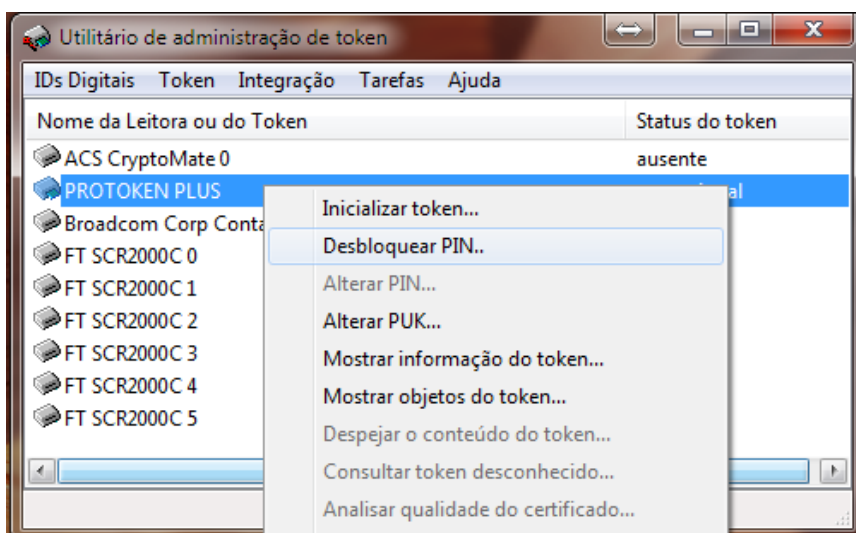 Utilitário de administração de token
IDs Digitais Token Integração Tarefas Ajuda
Nome da Leitora ou do Token Status do token
ACS CryptoMate 0 ausente
PROTOKEN PLUS
Broadcom Corp
FT SCR2000C 0
FT SCR2000C 1
FT SCR2000C 2
FT SCR2000C 3
FT SCR2000C 4
FT SCR2000C 5
Inicializar token...
Desbloquear PIN..
Alterar PIN...
Alterar PUK...
Mostrar informação do token...
Mostrar objetos do token...
Despejar o conteúdo do token...
Consultar token desconhecido...
Analisar qualidade do certificado...